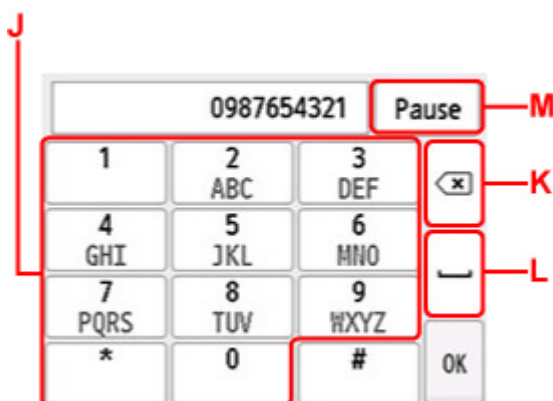 J
0987654321 Pause M
1 2 3
ABC DEF K
4 5 6
GHI JKL MNO
L
7 8 9
PQRS TUV WXYZ
* 0 # OK